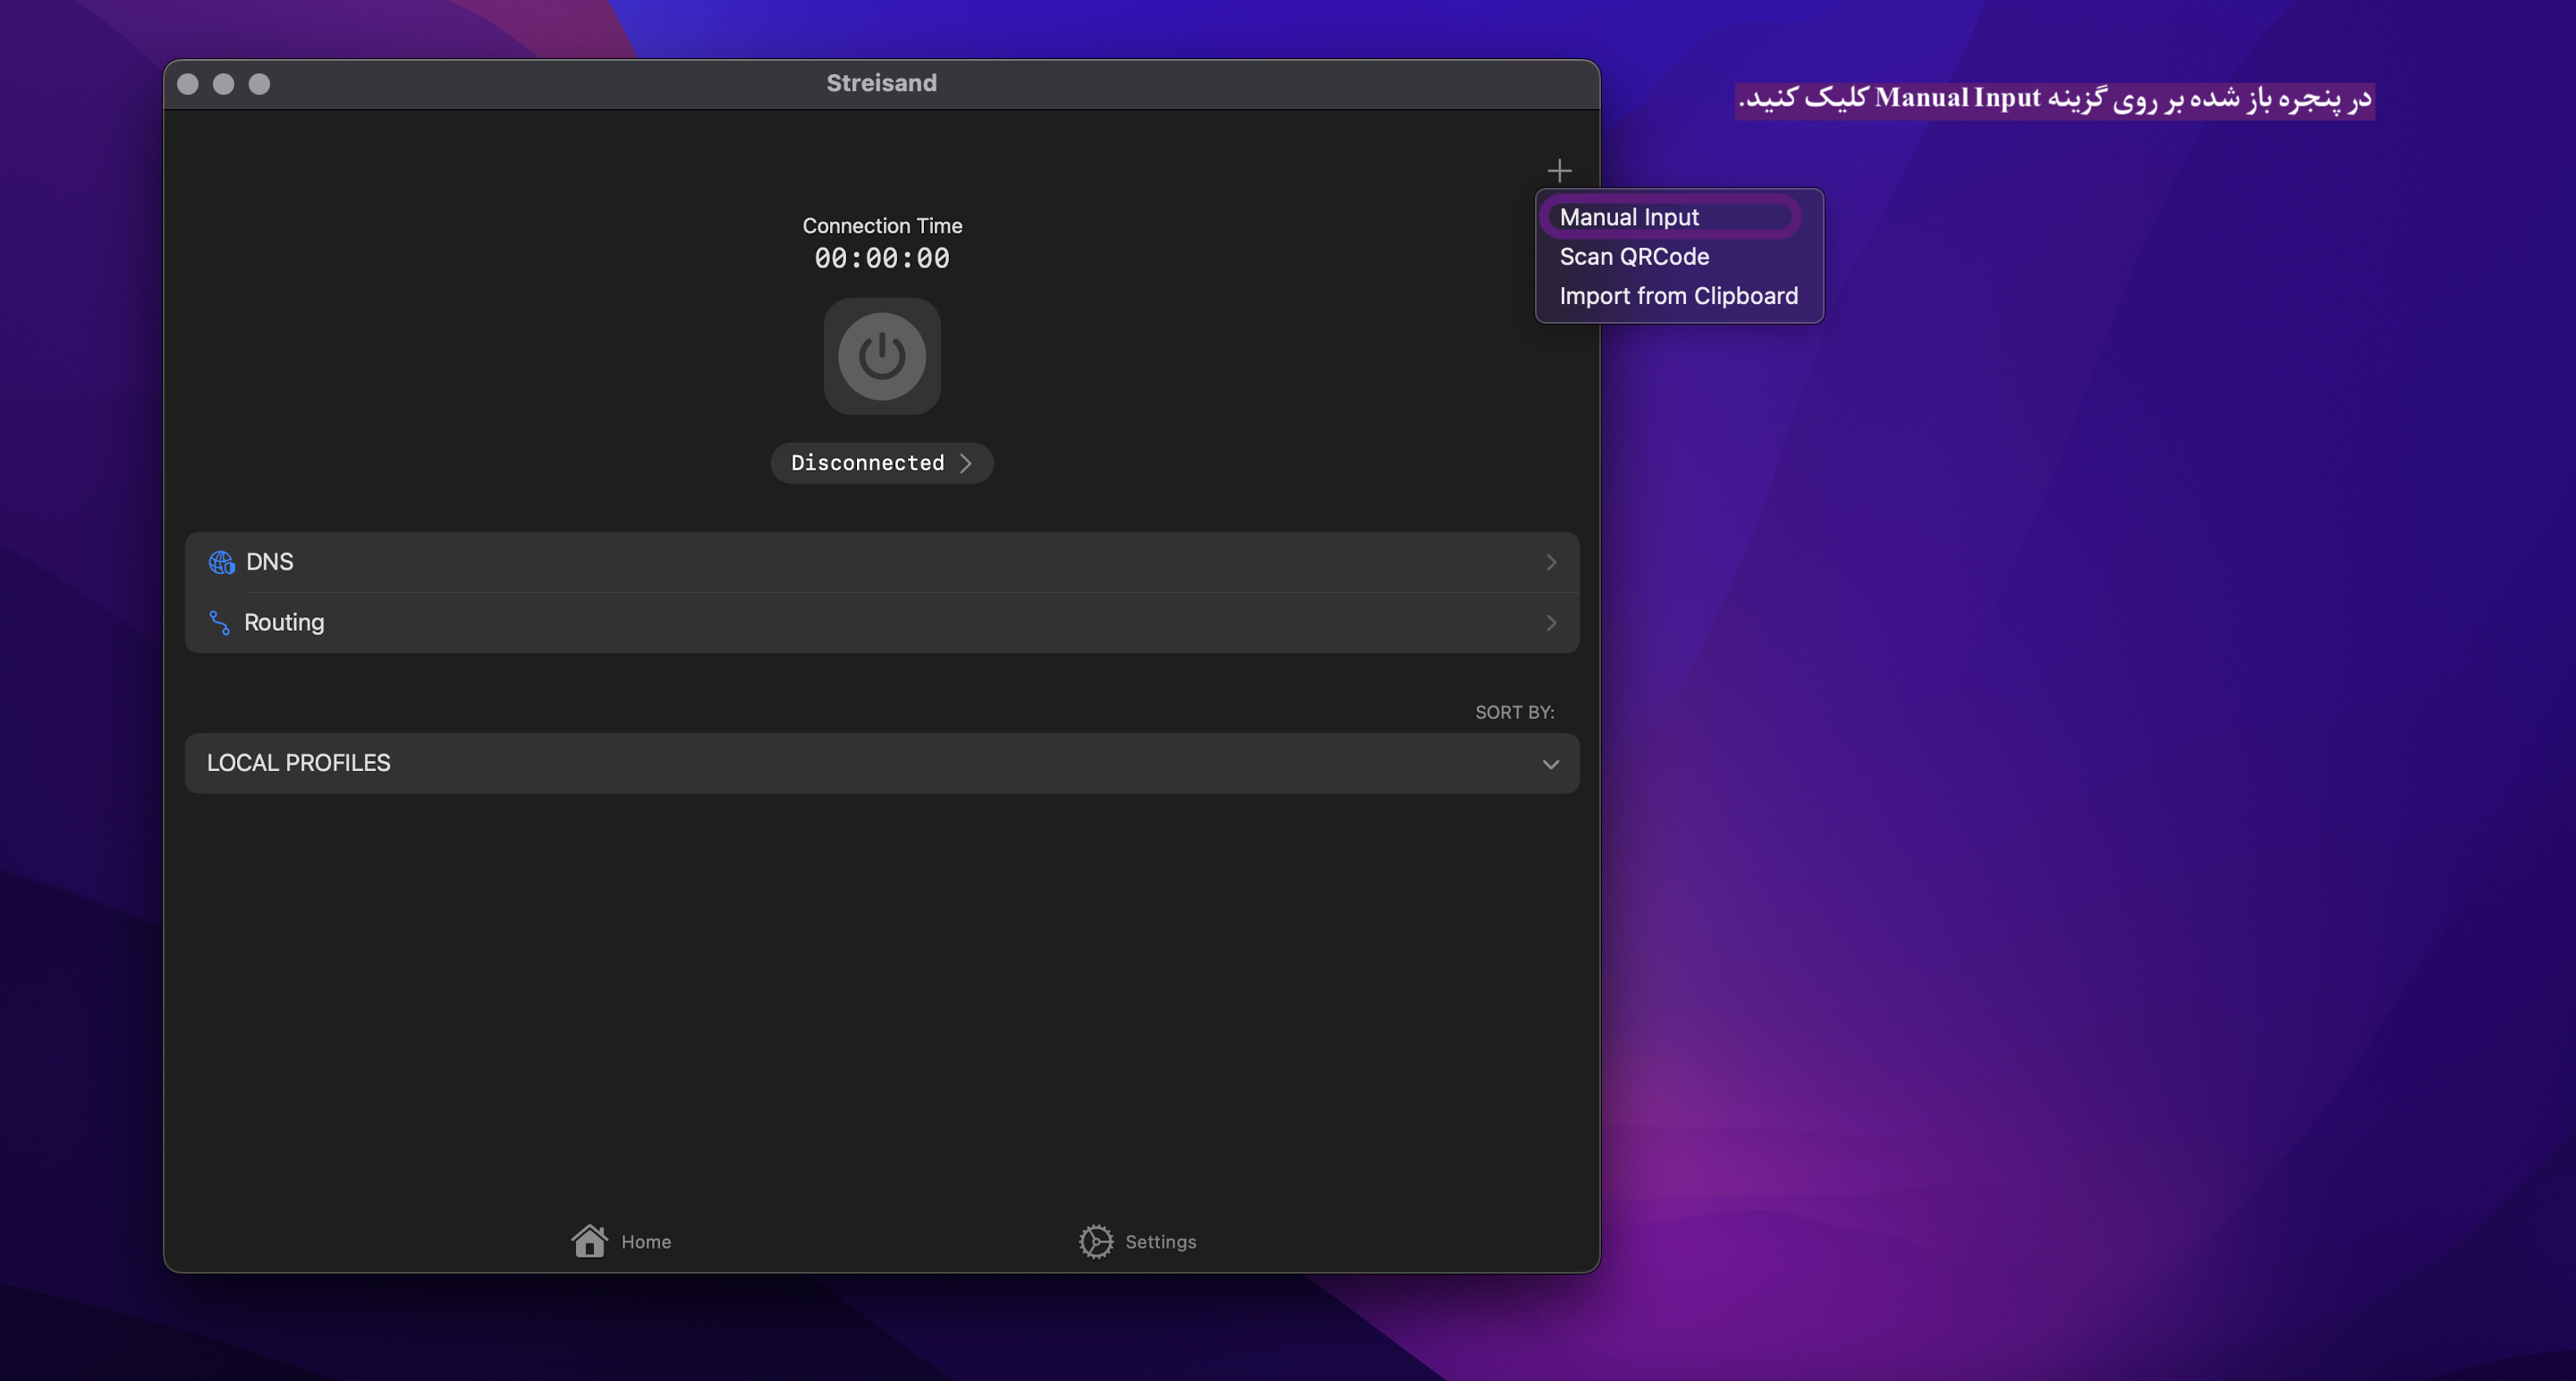 Streisand
در پنجره باز شده بر روی گزینه Manual Input کلیک کنید.
Manual Input
Scan QRCode
Import from Clipboard
Connection Time
00:00:00
Disconnected
DNS
Routing
SORT BY:
LOCAL PROFILES
Home
Settings